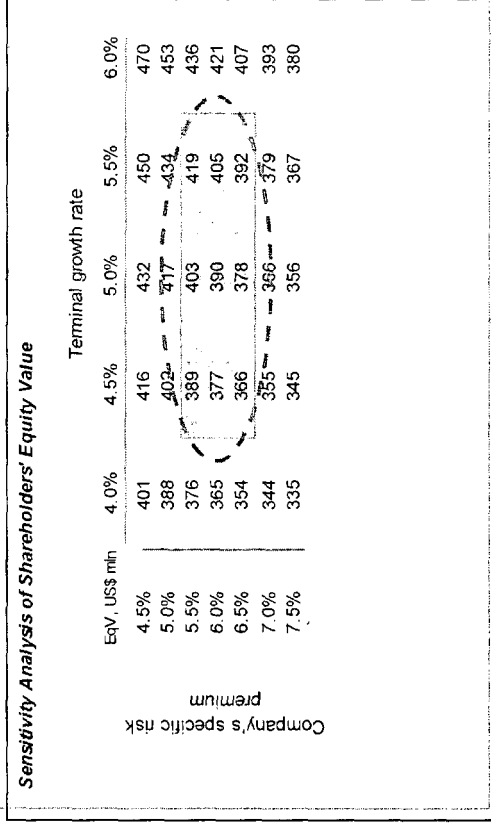 Sensitivity Analysis of Shareholders' Equity Value
Terminal growth rate
EqV, US$ mln 4.0% 4.5% 5.0% 5.5% 6.0%
4.5% 401 416 432 450 470
5.0% 388 402 417 434 453
5.5% 376 389 403 419 436
6.0% 365 377 390 405 421
6.5% 354 366 378 392 407
7.0% 344 355 366 379 393
7.5% 335 345 356 367 380
Company's specific risk
premium